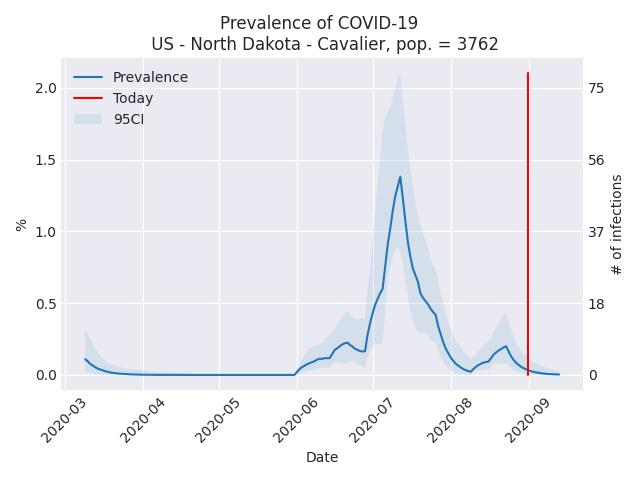 Prevalence of COVID-19
US - North Dakota - Cavalier, pop. = 3762
Prevalence
Today
95CI
2.0
1.5
1.0
0.5
0.0
%
75
56
37
18
0
# of infections
2020-03
2020-04
2020-05
2020-06
2020-07
2020-08
2020-09
Date